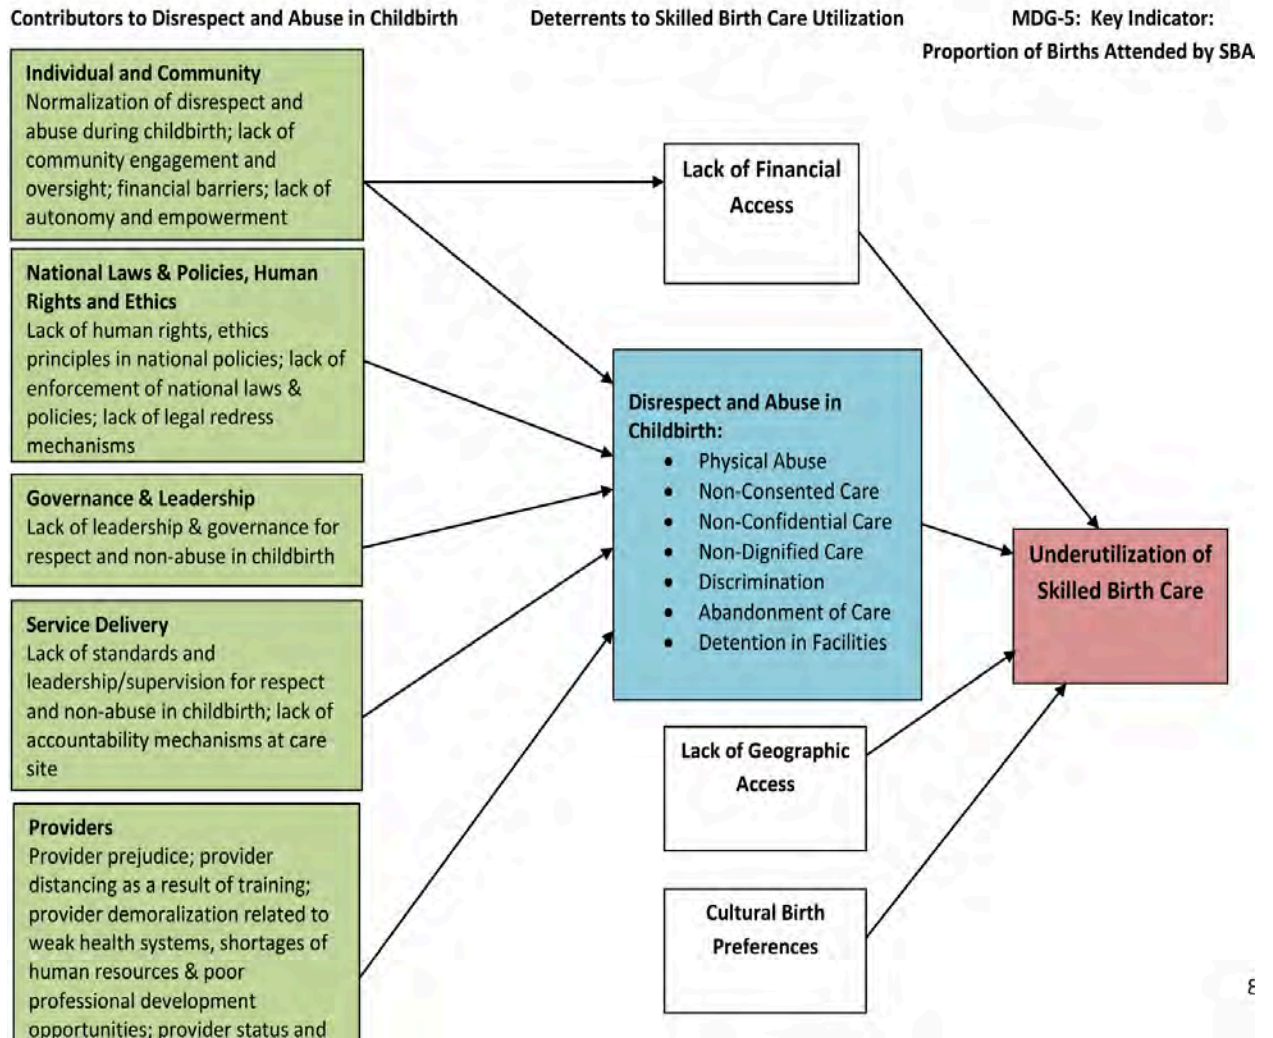 Contributors to Disrespect and Abuse in Childbirth
Deterrents to Skilled Birth Care Utilization
MDG-5: Key Indicator:
Proportion of Births Attended by SBA
Individual and Community
Normalization of disrespect and
abuse during childbirth; lack of
community engagement and
oversight; financial barriers; lack of
autonomy and empowerment
National Laws & Policies, Human
Rights and Ethics
Lack of human rights, ethics
principles in national policies; lack of
enforcement of national laws &
policies; lack of legal redress
mechanisms
Governance & Leadership
Lack of leadership & governance for
respect and non-abuse in childbirth
Service Delivery
Lack of standards and
leadership/supervision for respect
and non-abuse in childbirth; lack of
accountability mechanisms at care
site
Providers
Provider prejudice; provider
distancing as a result of training;
provider demoralization related to
weak health systems, shortages of
human resources & poor
professional development
opportunities; provider status and
Lack of Financial
Access
Disrespect and Abuse in
Childbirth:
• Physical Abuse
• Non-Consented Care
• Non-Confidential Care
• Non-Dignified Care
• Discrimination
• Abandonment of Care
• Detention in Facilities
Lack of Geographic
Access
Cultural Birth
Preferences
Underutilization of
Skilled Birth Care